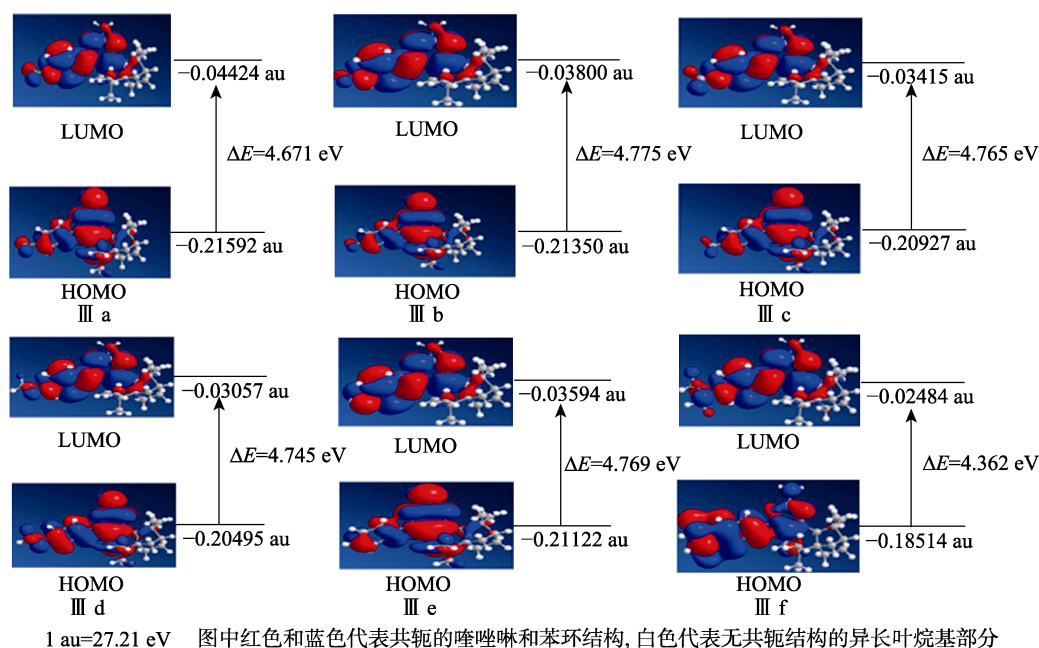 −0.04424 au
−0.03800 au
−0.03415 au
LUMO
LUMO
LUMO
ΔE=4.671 eV
ΔE=4.775 eV
ΔE=4.765 eV
−0.21592 au
−0.21350 au
−0.20927 au
HOMO
HOMO
HOMO
Ⅲ a
Ⅲ b
Ⅲ c
−0.03057 au
−0.03594 au
−0.02484 au
LUMO
LUMO
LUMO
ΔE=4.745 eV
ΔE=4.769 eV
ΔE=4.362 eV
−0.20495 au
−0.21122 au
−0.18514 au
HOMO
HOMO
HOMO
Ⅲ d
Ⅲ e
Ⅲ f
1 au=27.21 eV 图中红色和蓝色代表共轭的喹唑啉和苯环结构, 白色代表无共轭结构的异长叶烷基部分